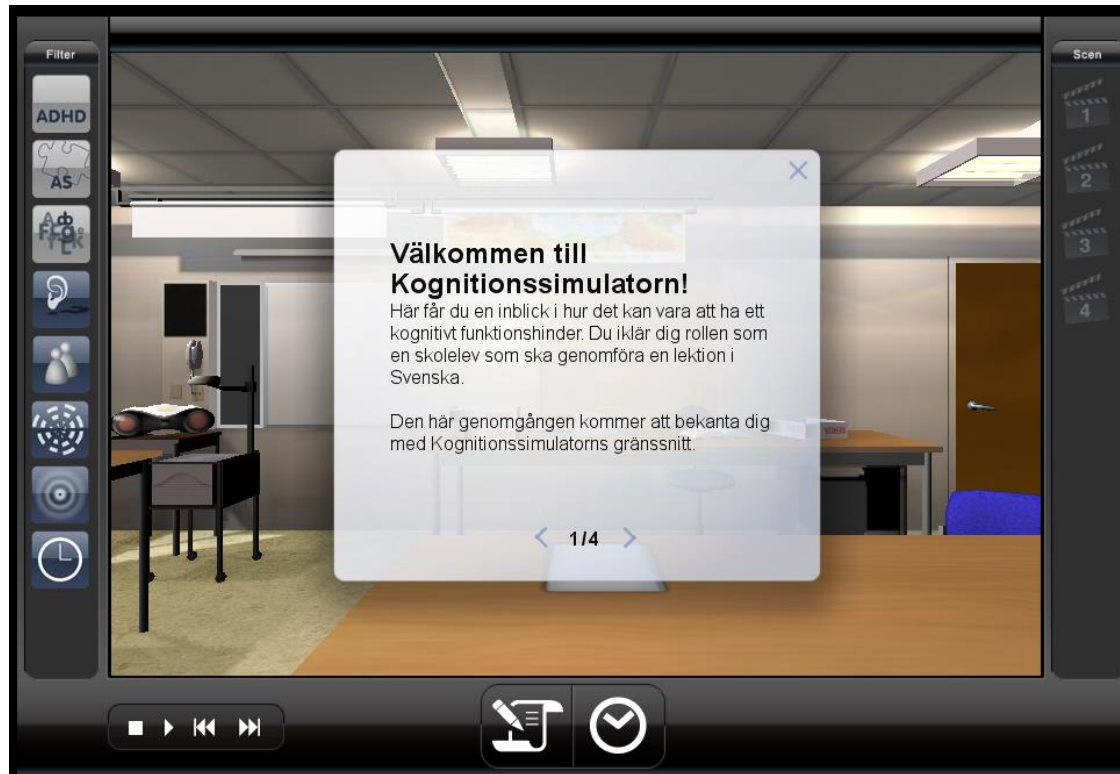 Filter
Scen
ADHD
AS
1
2
3
4
Välkommen till
Kognitionssimulatorn!
Här får du en inblick i hur det kan vara att ha ett
kognitivt funktionshinder. Du iklär dig rollen som
en skolelev som ska genomföra en lektion i
Svenska.
Den här genomgången kommer att bekanta dig
med Kognitionssimulatorns gränssnitt.
1/4